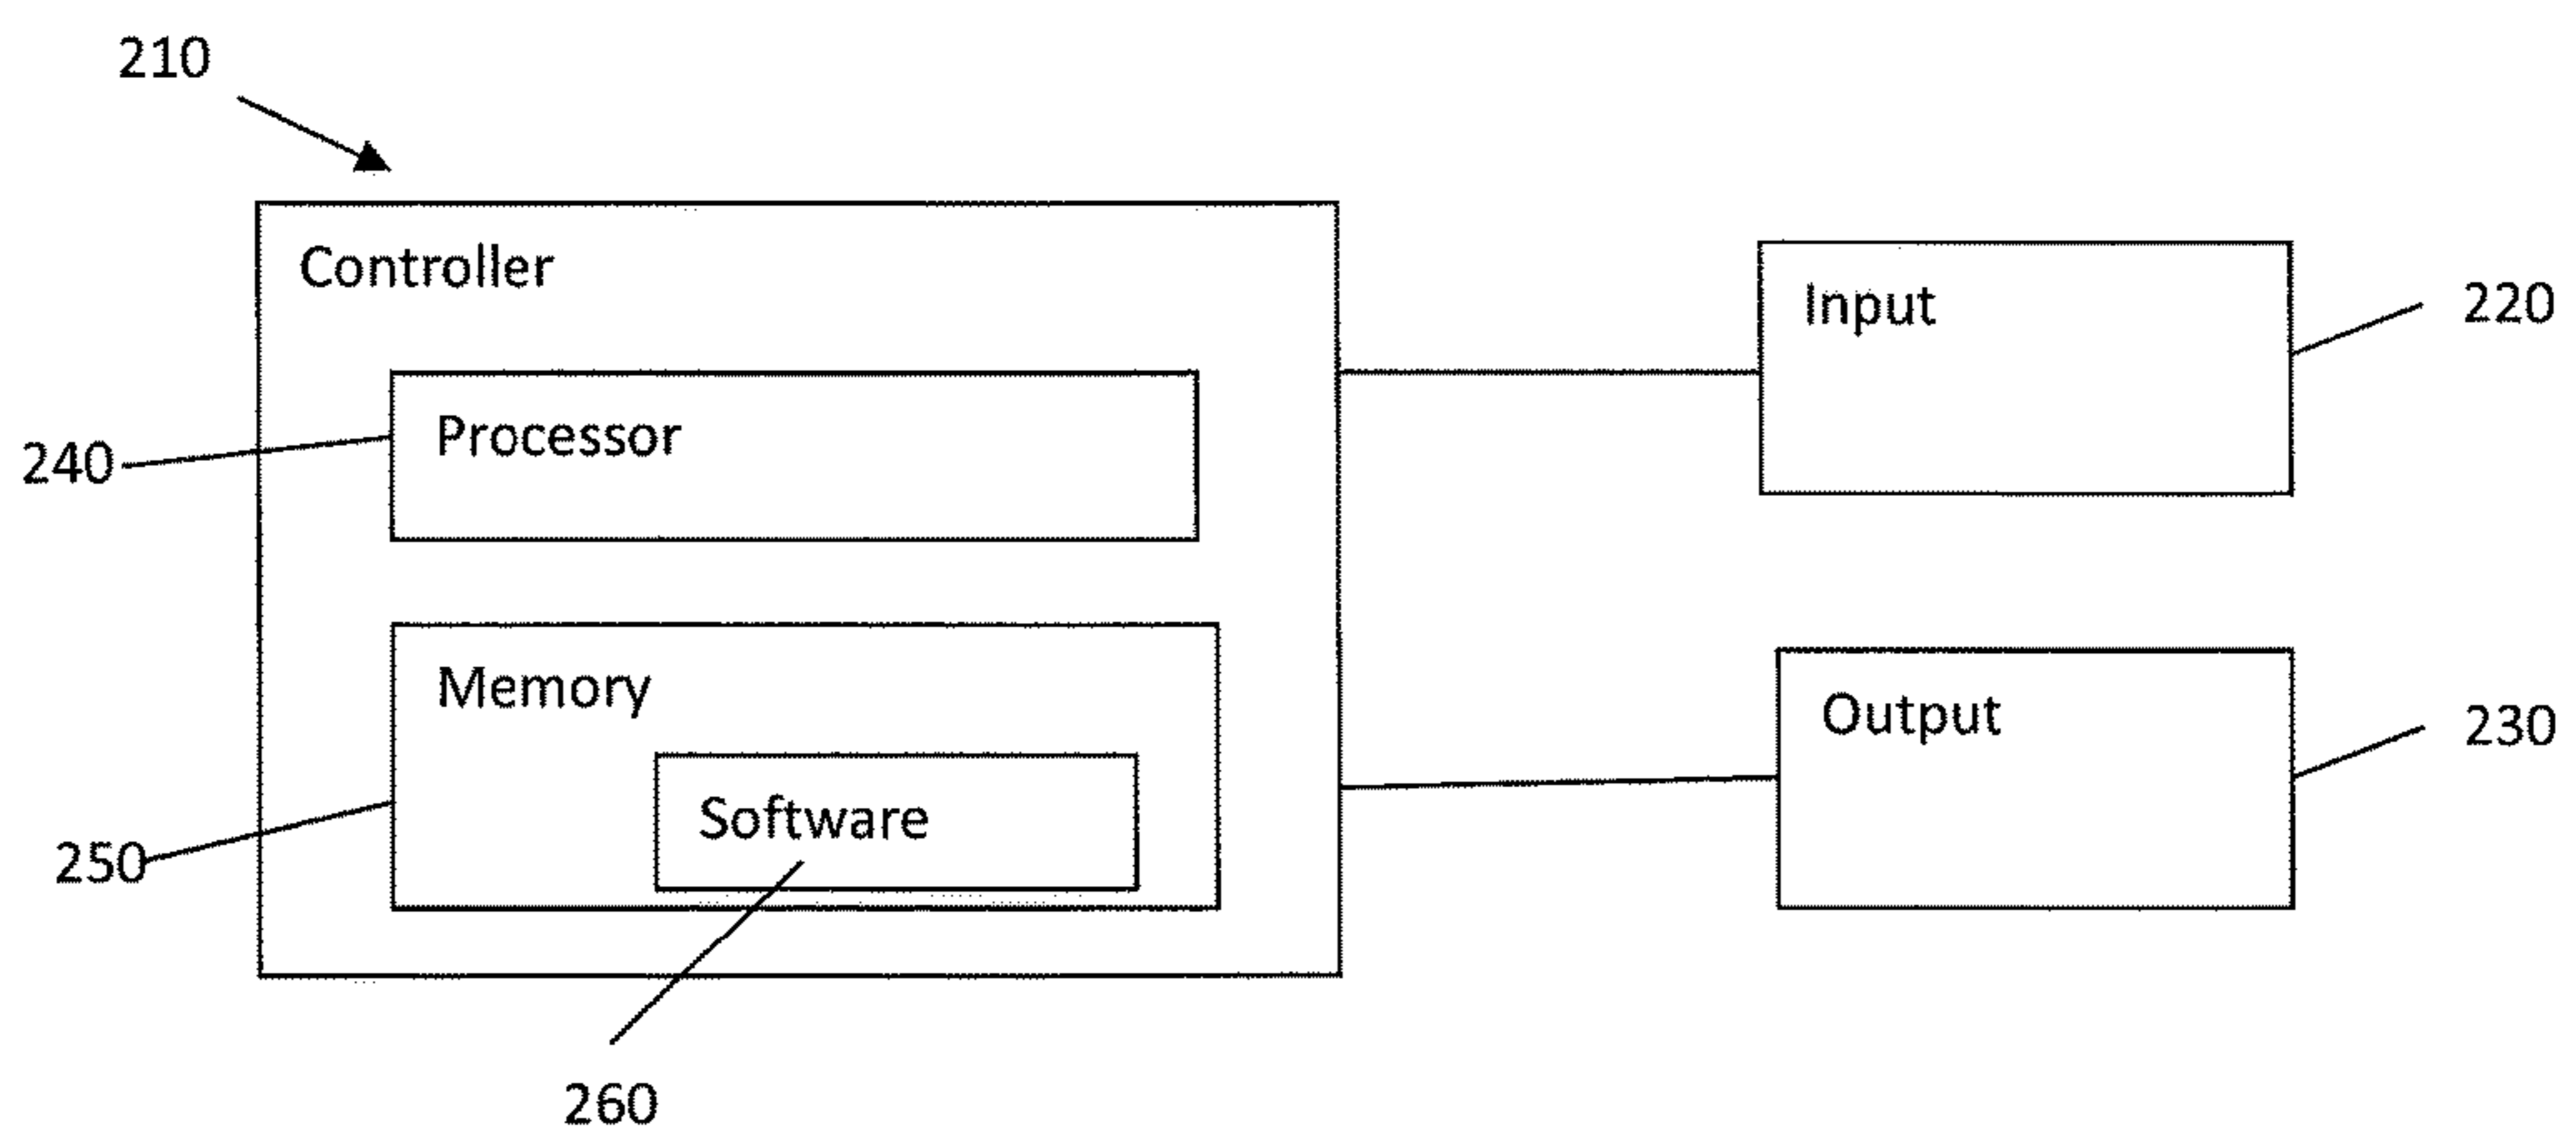 210
Controller
Input
220
Processor
240
Memory
Output
230
Software
250
260